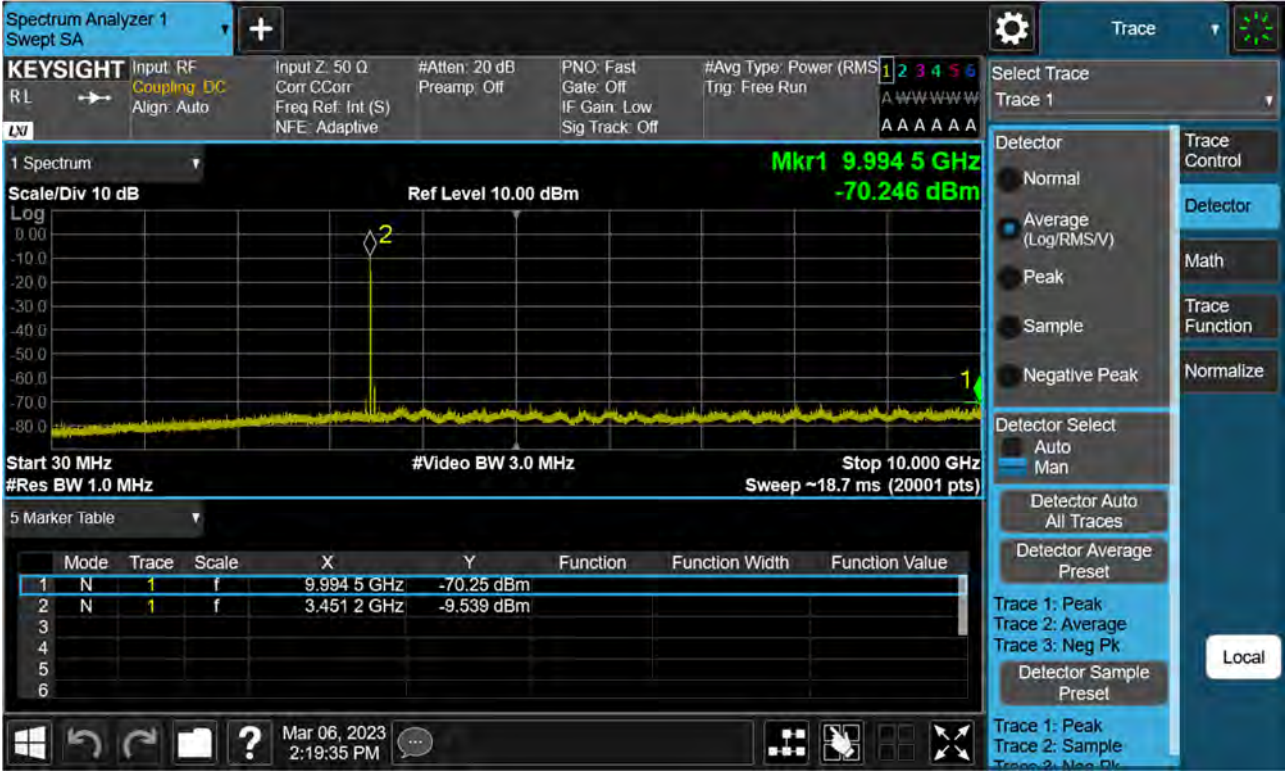 Spectrum Analyzer 1
Swept SA
+
Trace
KEYSIGHT
R L
LXI
Input: RF
Coupling: DC
Align: Auto
Input Z: 50 Ω
Corr CCorr
Freq Ref: Int (S)
NFE: Adaptive
#Atten: 20 dB
Preamp: Off
PNO: Fast
Gate: Off
IF Gain: Low
Sig Track: Off
#Avg Type: Power (RMS
Trig: Free Run
1 2 3 4 5 6
A W W W W W
A A A A A A
Select Trace
Trace 1
1 Spectrum
Scale/Div 10 dB
Ref Level 10.00 dBm
Mkr1 9.994 5 GHz
-70.246 dBm
Log
0.00
-10.0
-20.0
-30.0
-40.0
-50.0
-60.0
-70.0
-80.0
2
1
Start 30 MHz
#Video BW 3.0 MHz
Stop 10.000 GHz
#Res BW 1.0 MHz
Sweep ~18.7 ms (20001 pts)
5 Marker Table
Mode Trace Scale X Y Function Function Width Function Value
1 N 1 f 9.994 5 GHz -70.25 dBm
2 N 1 f 3.451 2 GHz -9.539 dBm
3
4
5
6
Detector
Normal
Average
(Log/RMS/V)
Peak
Sample
Negative Peak
Detector Select
Auto
Man
Detector Auto
All Traces
Detector Average
Preset
Trace 1: Peak
Trace 2: Average
Trace 3: Neg Pk
Detector Sample
Preset
Trace 1: Peak
Trace 2: Sample
Trace 3: Neg Pk
Trace
Control
Detector
Math
Trace
Function
Normalize
Local
?
Mar 06, 2023
2:19:35 PM